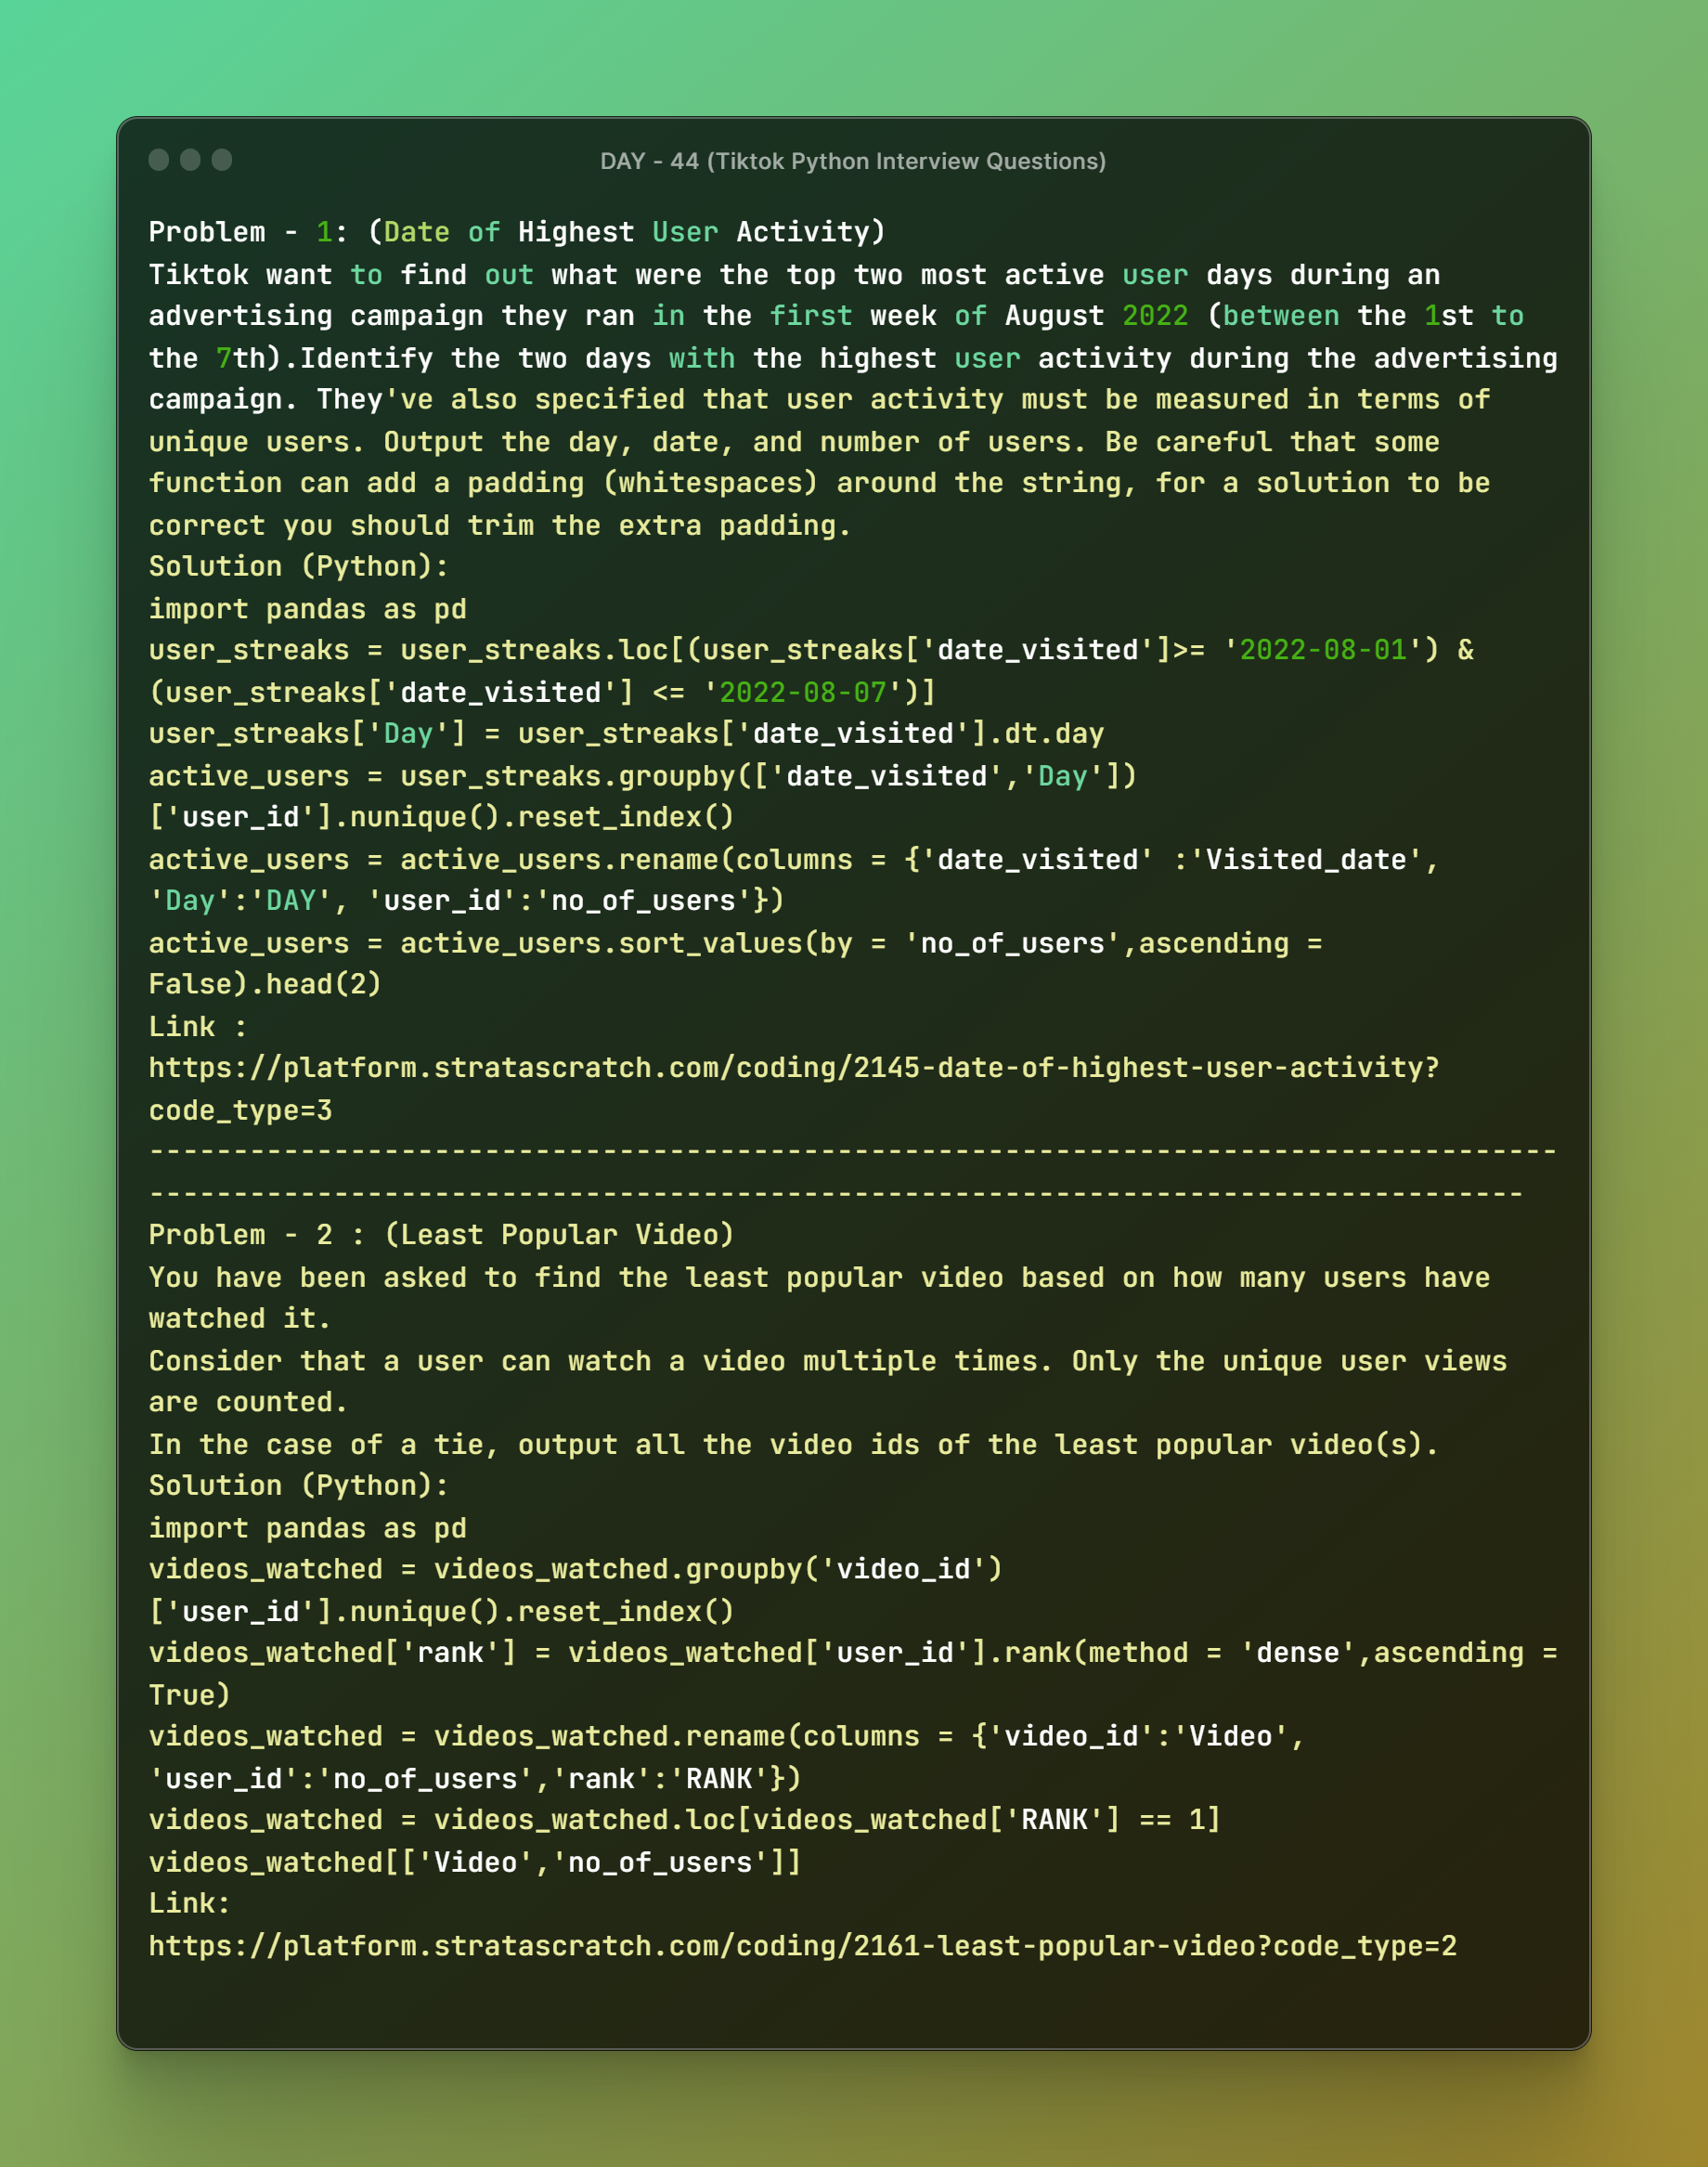 DAY - 44 (Tiktok Python Interview Questions)
Problem - 1: (Date of Highest User Activity)
Tiktok want to find out what were the top two most active user days during an
advertising campaign they ran in the first week of August 2022 (between the 1st to
the 7th).Identify the two days with the highest user activity during the advertising
campaign. They've also specified that user activity must be measured in terms of
unique users. Output the day, date, and number of users. Be careful that some
function can add a padding (whitespaces) around the string, for a solution to be
correct you should trim the extra padding.
Solution (Python):
import pandas as pd
user_streaks = user_streaks.loc[(user_streaks['date_visited']>= '2022-08-01') &
(user_streaks['date_visited'] <= '2022-08-07')]
user_streaks['Day'] = user_streaks['date_visited'].dt.day
active_users = user_streaks.groupby(['date_visited','Day'])
['user_id'].nunique().reset_index()
active_users = active_users.rename(columns = {'date_visited' :'Visited_date',
'Day':'DAY', 'user_id':'no_of_users'})
active_users = active_users.sort_values(by = 'no_of_users',ascending =
False).head(2)
Link :
https://platform.stratascratch.com/coding/2145-date-of-highest-user-activity?
code_type=3
------------------------------------------------------------------------------------
----------------------------------------------------------------------------------
Problem - 2 : (Least Popular Video)
You have been asked to find the least popular video based on how many users have
watched it.
Consider that a user can watch a video multiple times. Only the unique user views
are counted.
In the case of a tie, output all the video ids of the least popular video(s).
Solution (Python):
import pandas as pd
videos_watched = videos_watched.groupby('video_id')
['user_id'].nunique().reset_index()
videos_watched['rank'] = videos_watched['user_id'].rank(method = 'dense',ascending =
True)
videos_watched = videos_watched.rename(columns = {'video_id':'Video',
'user_id':'no_of_users','rank':'RANK'})
videos_watched = videos_watched.loc[videos_watched['RANK'] == 1]
videos_watched[['Video','no_of_users']]
Link:
https://platform.stratascratch.com/coding/2161-least-popular-video?code_type=2